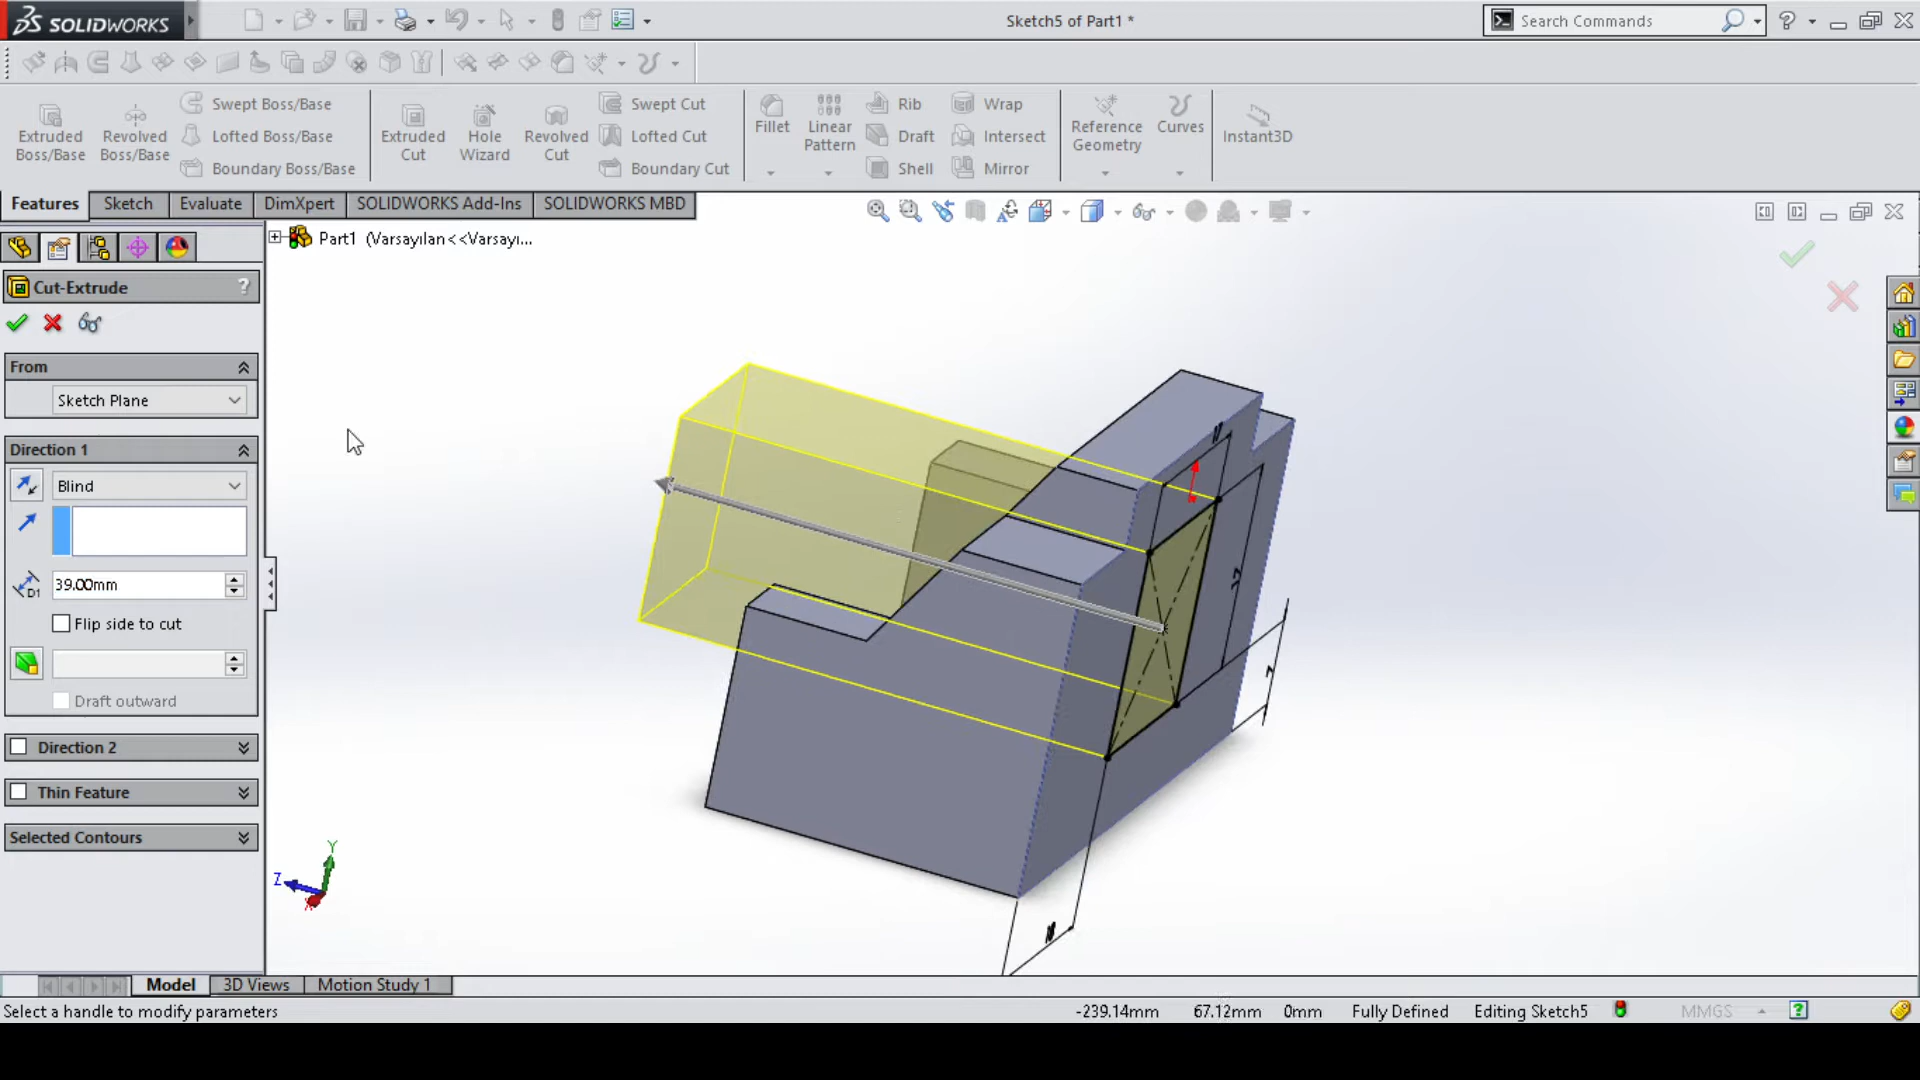 SOLIDWORKS
Sketch5 of Part1 *
Search Commands
Extruded Boss/Base
Revolved Boss/Base
Swept Boss/Base
Lofted Boss/Base
Boundary Boss/Base
Extruded Cut
Hole Wizard
Revolved Cut
Swept Cut
Lofted Cut
Boundary Cut
Fillet
Linear Pattern
Rib
Draft
Shell
Wrap
Intersect
Mirror
Reference Geometry
Curves
Instant3D
Features
Sketch
Evaluate
DimXpert
SOLIDWORKS Add-Ins
SOLIDWORKS MBD
Part1 (Varsayılan<<Varsayı...
Cut-Extrude
?
From
Sketch Plane
Direction 1
Blind
D1
39.00mm
Flip side to cut
Draft outward
Direction 2
Thin Feature
Selected Contours
7
Y
Z
Model
3D Views
Motion Study 1
Select a handle to modify parameters
-239.14mm
67.12mm
0mm
Fully Defined
Editing Sketch5
MMGS
?